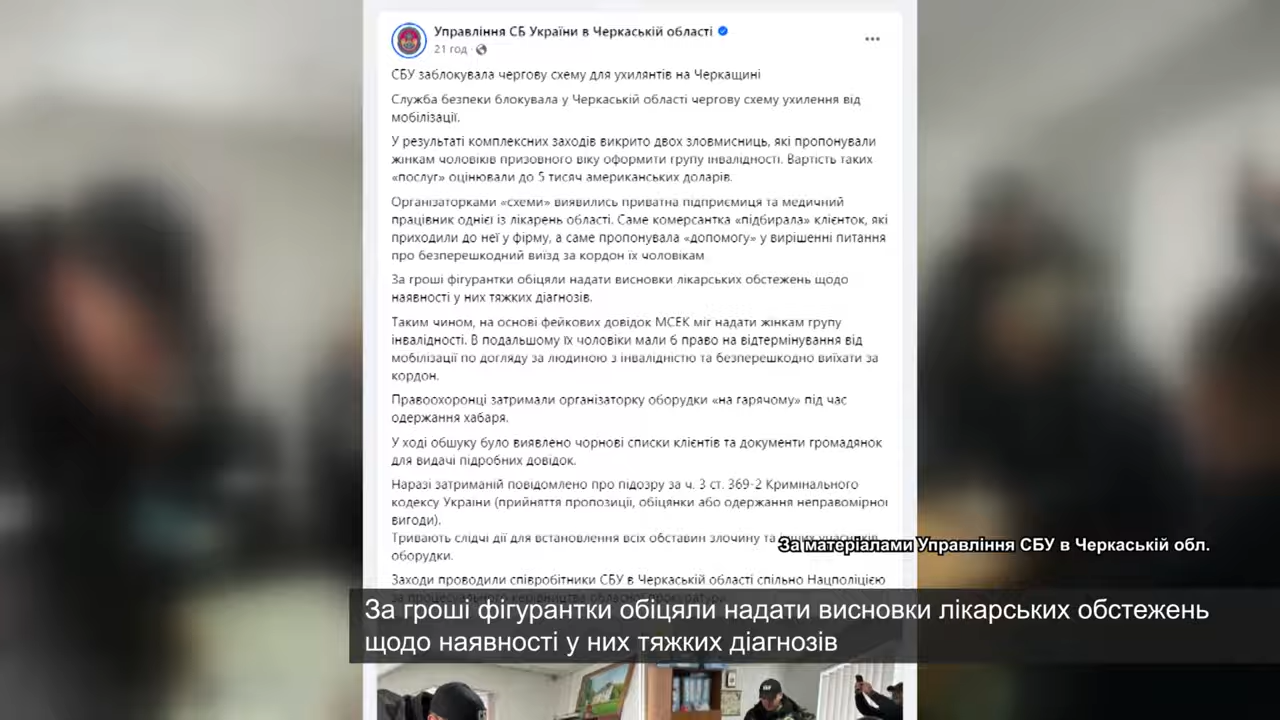 Управління СБ України в Черкаській області
21 год ·
СБУ заблокувала чергову схему для ухилянтів на Черкащині
Служба безпеки блокувала у Черкаській області чергову схему ухилення від
мобілізації.
У результаті комплексних заходів викрито двох зловмисниць, які пропонували
жінкам чоловіків призовного віку оформити групу інвалідності. Вартість таких
«послуг» оцінювали до 5 тисяч американських доларів.
Організаторками «схеми» виявились приватна підприємиця та медичний
працівник однієї із лікарень області. Саме комерсантка «підбирала» клієнток, які
приходили до неї у фірму, а саме пропонувала «допомогу» у вирішенні питання
про безперешкодний виїзд за кордон їх чоловікам
За гроші фігурантки обіцяли надати висновки лікарських обстежень щодо
наявності у них тяжких діагнозів.
Таким чином, на основі фейкових довідок МСЕК міг надати жінкам групу
інвалідності. В подальшому їх чоловіки мали б право на відтермінування від
мобілізації по догляду за людиною з інвалідністю та безперешкодно виїхати за
кордон.
Правоохоронці затримали організаторку оборудки «на гарячому» під час
одержання хабаря.
У ході обшуку було виявлено чорнові списки клієнтів та документи громадянок
для видачі підробних довідок.
Наразі затриманій повідомлено про підозру за ч. 3 ст. 369-2 Кримінального
кодексу України (прийняття пропозиції, обіцянки або одержання неправомірної
вигоди).
Тривають слідчі дії для встановлення всіх обставин злочину та
оборудки.
За матеріалами Управління СБУ в Черкаській обл.
Заходи проводили співробітники СБУ в Черкаській області спільно Нацполіцією
за процесуального керівництва обласної прокуратури
За гроші фігурантки обіцяли надати висновки лікарських обстежень
щодо наявності у них тяжких діагнозів